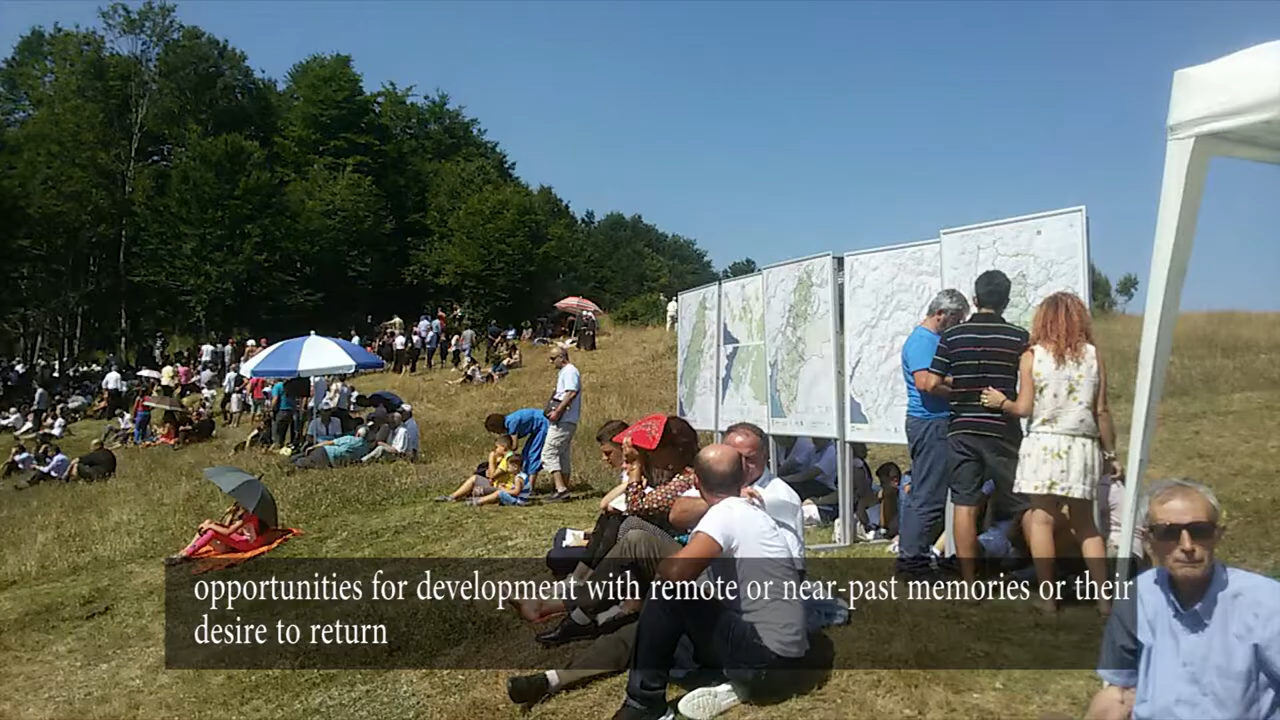 opportunities for development with remote or near-past memories or their
desire to return